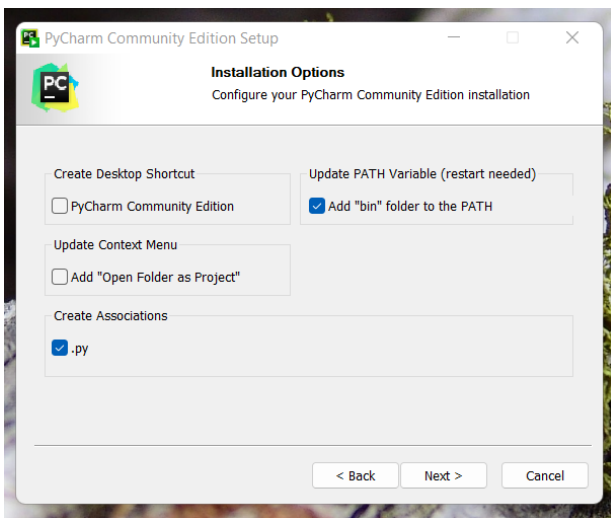 PyCharm Community Edition Setup
PC
Installation Options
Configure your PyCharm Community Edition installation
Create Desktop Shortcut
PyCharm Community Edition
Update PATH Variable (restart needed)
Add "bin" folder to the PATH
Update Context Menu
Add "Open Folder as Project"
Create Associations
.py
< Back
Next >
Cancel